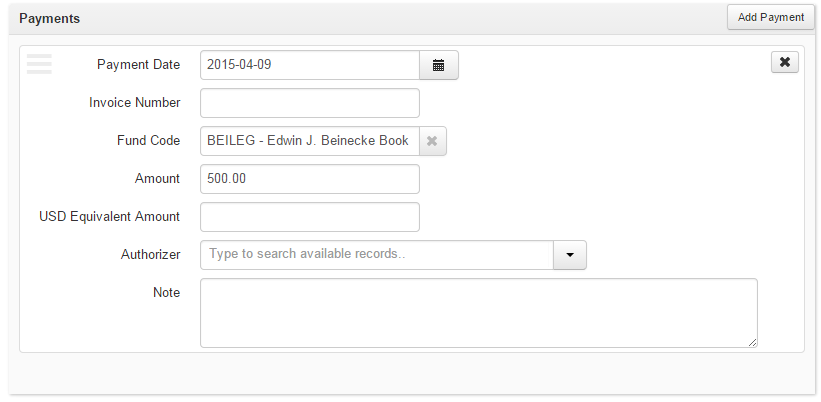 Payments
Add Payment
Payment Date 2015-04-09
Invoice Number
Fund Code BEILEG - Edwin J. Beinecke Book
Amount 500.00
USD Equivalent Amount
Authorizer Type to search available records..
Note